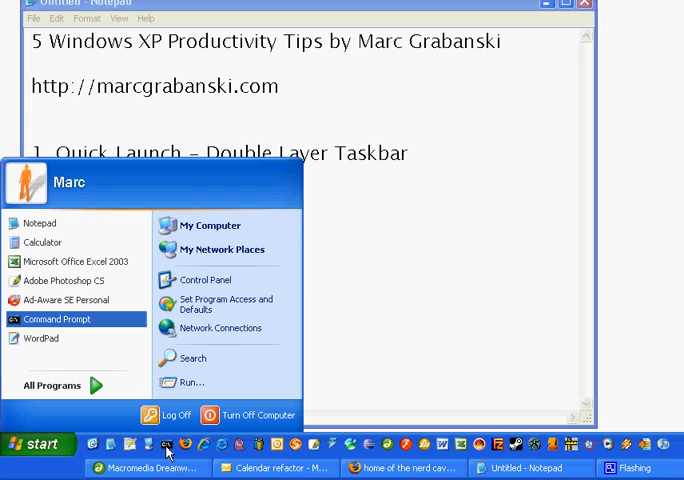 Untitled - Notepad
File Edit Format View Help
5 Windows XP Productivity Tips by Marc Grabanski
http://marcgrabanski.com
1. Quick Launch - Double Layer Taskbar
Marc
Notepad
Calculator
Microsoft Office Excel 2003
Adobe Photoshop CS
Ad-Aware SE Personal
Command Prompt
WordPad
All Programs
My Computer
My Network Places
Control Panel
Set Program Access and
Defaults
Network Connections
Search
Run...
Log Off Turn Off Computer
start
Macromedia Dreamw... Calendar refactor - M... home of the nerd cav... Untitled - Notepad Flashing